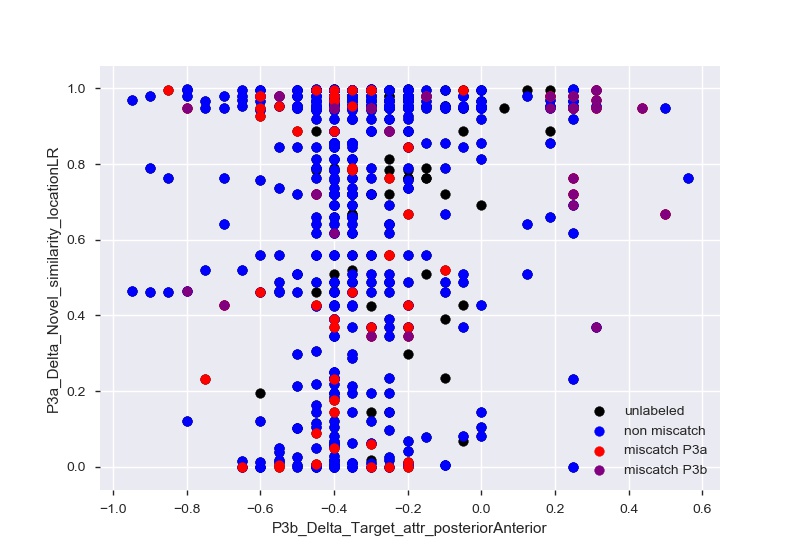 1.0
0.8
0.6
0.4
0.2
0.0
P3a_Delta_Novel_similarity_locationLR
unlabeled
non miscatch
miscatch P3a
miscatch P3b
−1.0 −0.8 −0.6 −0.4 −0.2 0.0 0.2 0.4 0.6
P3b_Delta_Target_attr_posteriorAnterior